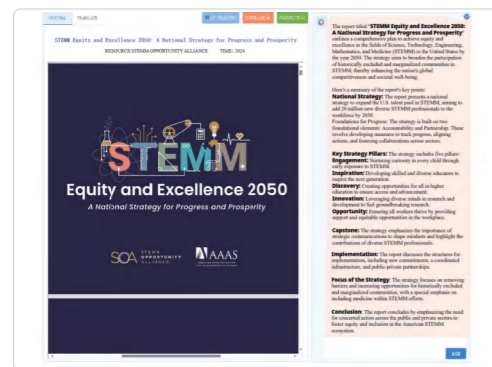 ORIGINAL TRANSLATE
STEMM Equity and Excellence 2050: A National Strategy for Progress and Prosperity
RESOURCE:STEMM OPPORTUNITY ALLIANCE TIME: 2024
STEMM
Equity and Excellence 2050
A National Strategy for Progress and Prosperity
SOA STEMM
OPPORTUNITY
ALLIANCE
AAAS
The report titled "STEMM Equity and Excellence 2050:
A National Strategy for Progress and Prosperity"
outlines a comprehensive plan to achieve equity and
excellence in the fields of Science, Technology, Engineering,
Mathematics, and Medicine (STEMM) in the United States by
the year 2050. The strategy aims to broaden the participation
of historically excluded and marginalized communities in
STEMM, thereby enhancing the nation's global
competitiveness and societal well-being.
Here's a summary of the report's key points:
National Strategy: The report presents a national
strategy to expand the U.S. talent pool in STEMM, aiming to
add 20 million new diverse STEMM professionals to the
workforce by 2050.
Foundations for Progress: The strategy is developed on two
foundational elements: Accountability and Partnership. These
involve developing mechanisms to track progress, aligning
actions, and fostering collaborations across sectors.
Key Strategy Pillars: The strategy includes five pillars:
Engagement: Nurturing curiosity in every child through
early exposure to STEMM.
Inspiration: Developing skilled and diverse educators to
inspire the next generation.
Discovery: Creating opportunities for all in higher
education to ensure access and advancement.
Innovation: Leveraging diverse minds in research and
development to fuel groundbreaking research.
Opportunity: Ensuring all workers thrive by providing
support and equitable opportunities in the workplace.
Capstone: The strategy emphasizes the importance of
strategic communications to shape mindsets and highlight the
contributions of diverse STEMM professionals.
Implementation: The report discusses the structures for
implementation, including new commitments, a coordinated
infrastructure, and public-private partnerships.
Focus of the Strategy: The strategy focuses on removing
barriers and increasing opportunities for historically excluded
and marginalized communities, with a special emphasis on
including medicine within STEMM efforts.
Conclusion: The report concludes by emphasizing the need
for concerted action across the public and private sectors to
foster equity and inclusion in the American STEMM
ecosystem.
ASK